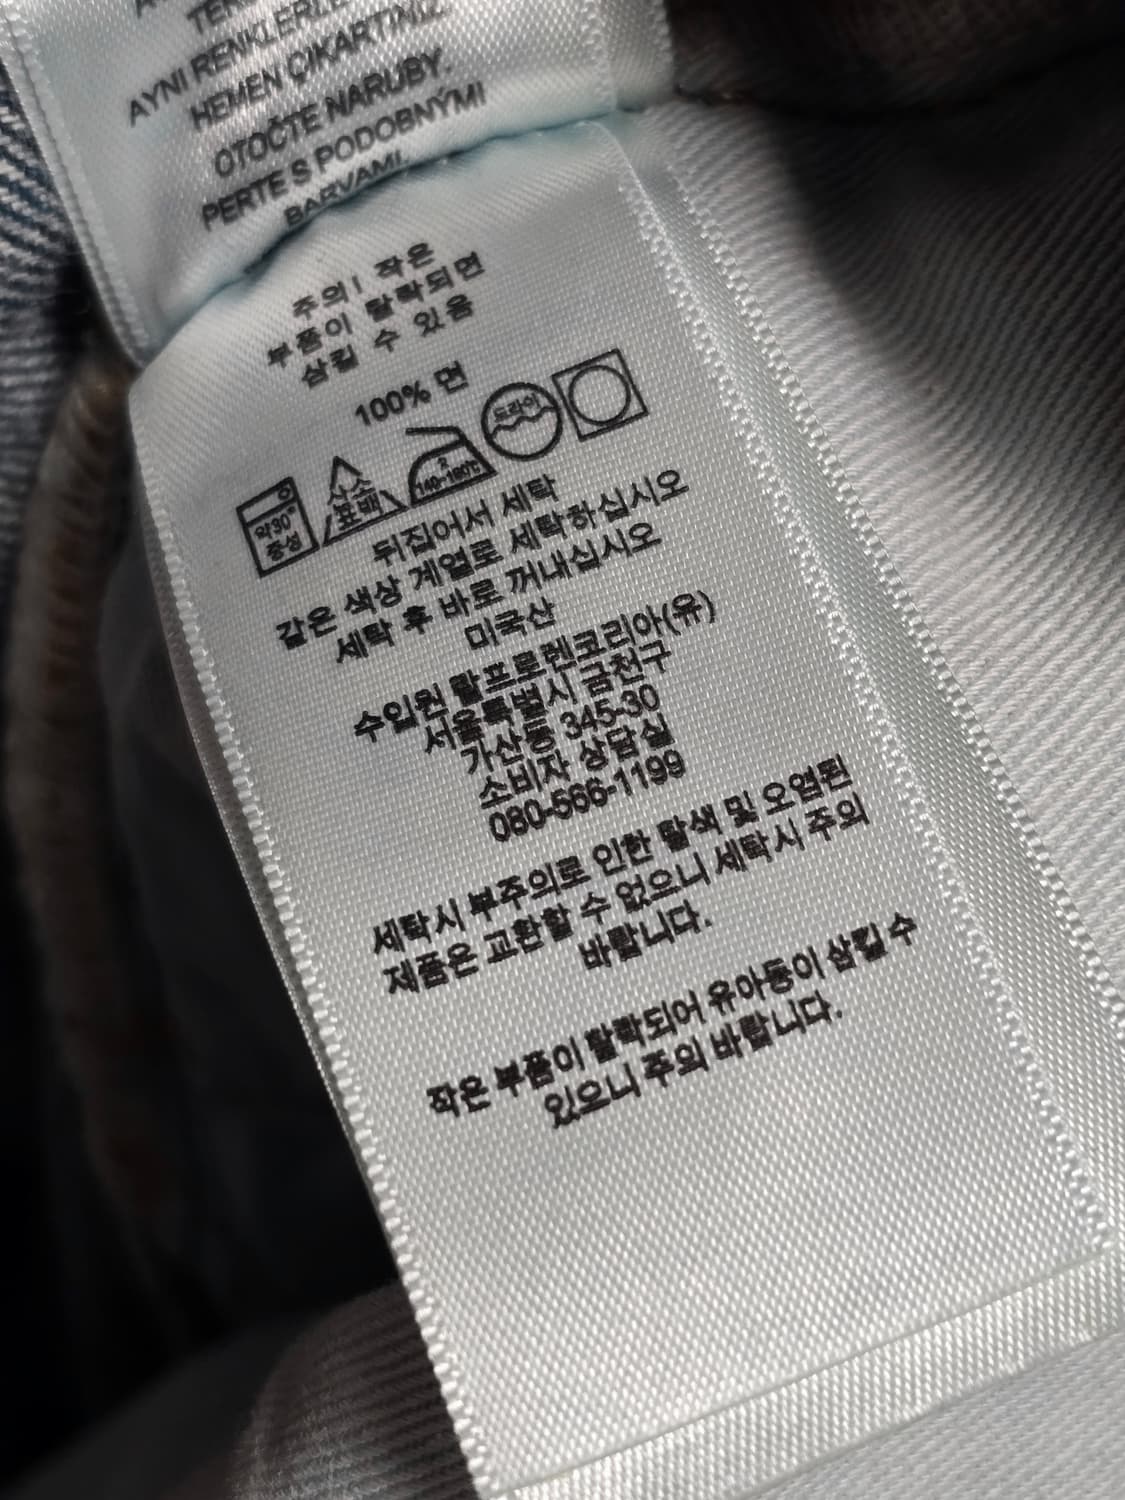 AYNI RENKLERLE
HEMEN ÇIKARTINIZ.
OTOČTE NARUBY.
PERTE S PODOBNÝMI
BARVAMI.
주의! 작은
부품이 탈락되면
삼킬 수 있음
100% 면
약30°
중성
산소
표백
2
140-160℃
드라이
뒤집어서 세탁
같은 색상 계열로 세탁하십시오
세탁 후 바로 꺼내십시오
미국산
수입원 랄프로렌코리아(유)
서울특별시 금천구
가산동 345-30
소비자 상담실
080-566-1199
세탁시 부주의로 인한 탈색 및 오염된
제품은 교환할 수 없으니 세탁시 주의
바랍니다.
작은 부품이 탈락되어 유아동이 삼킬 수
있으니 주의 바랍니다.